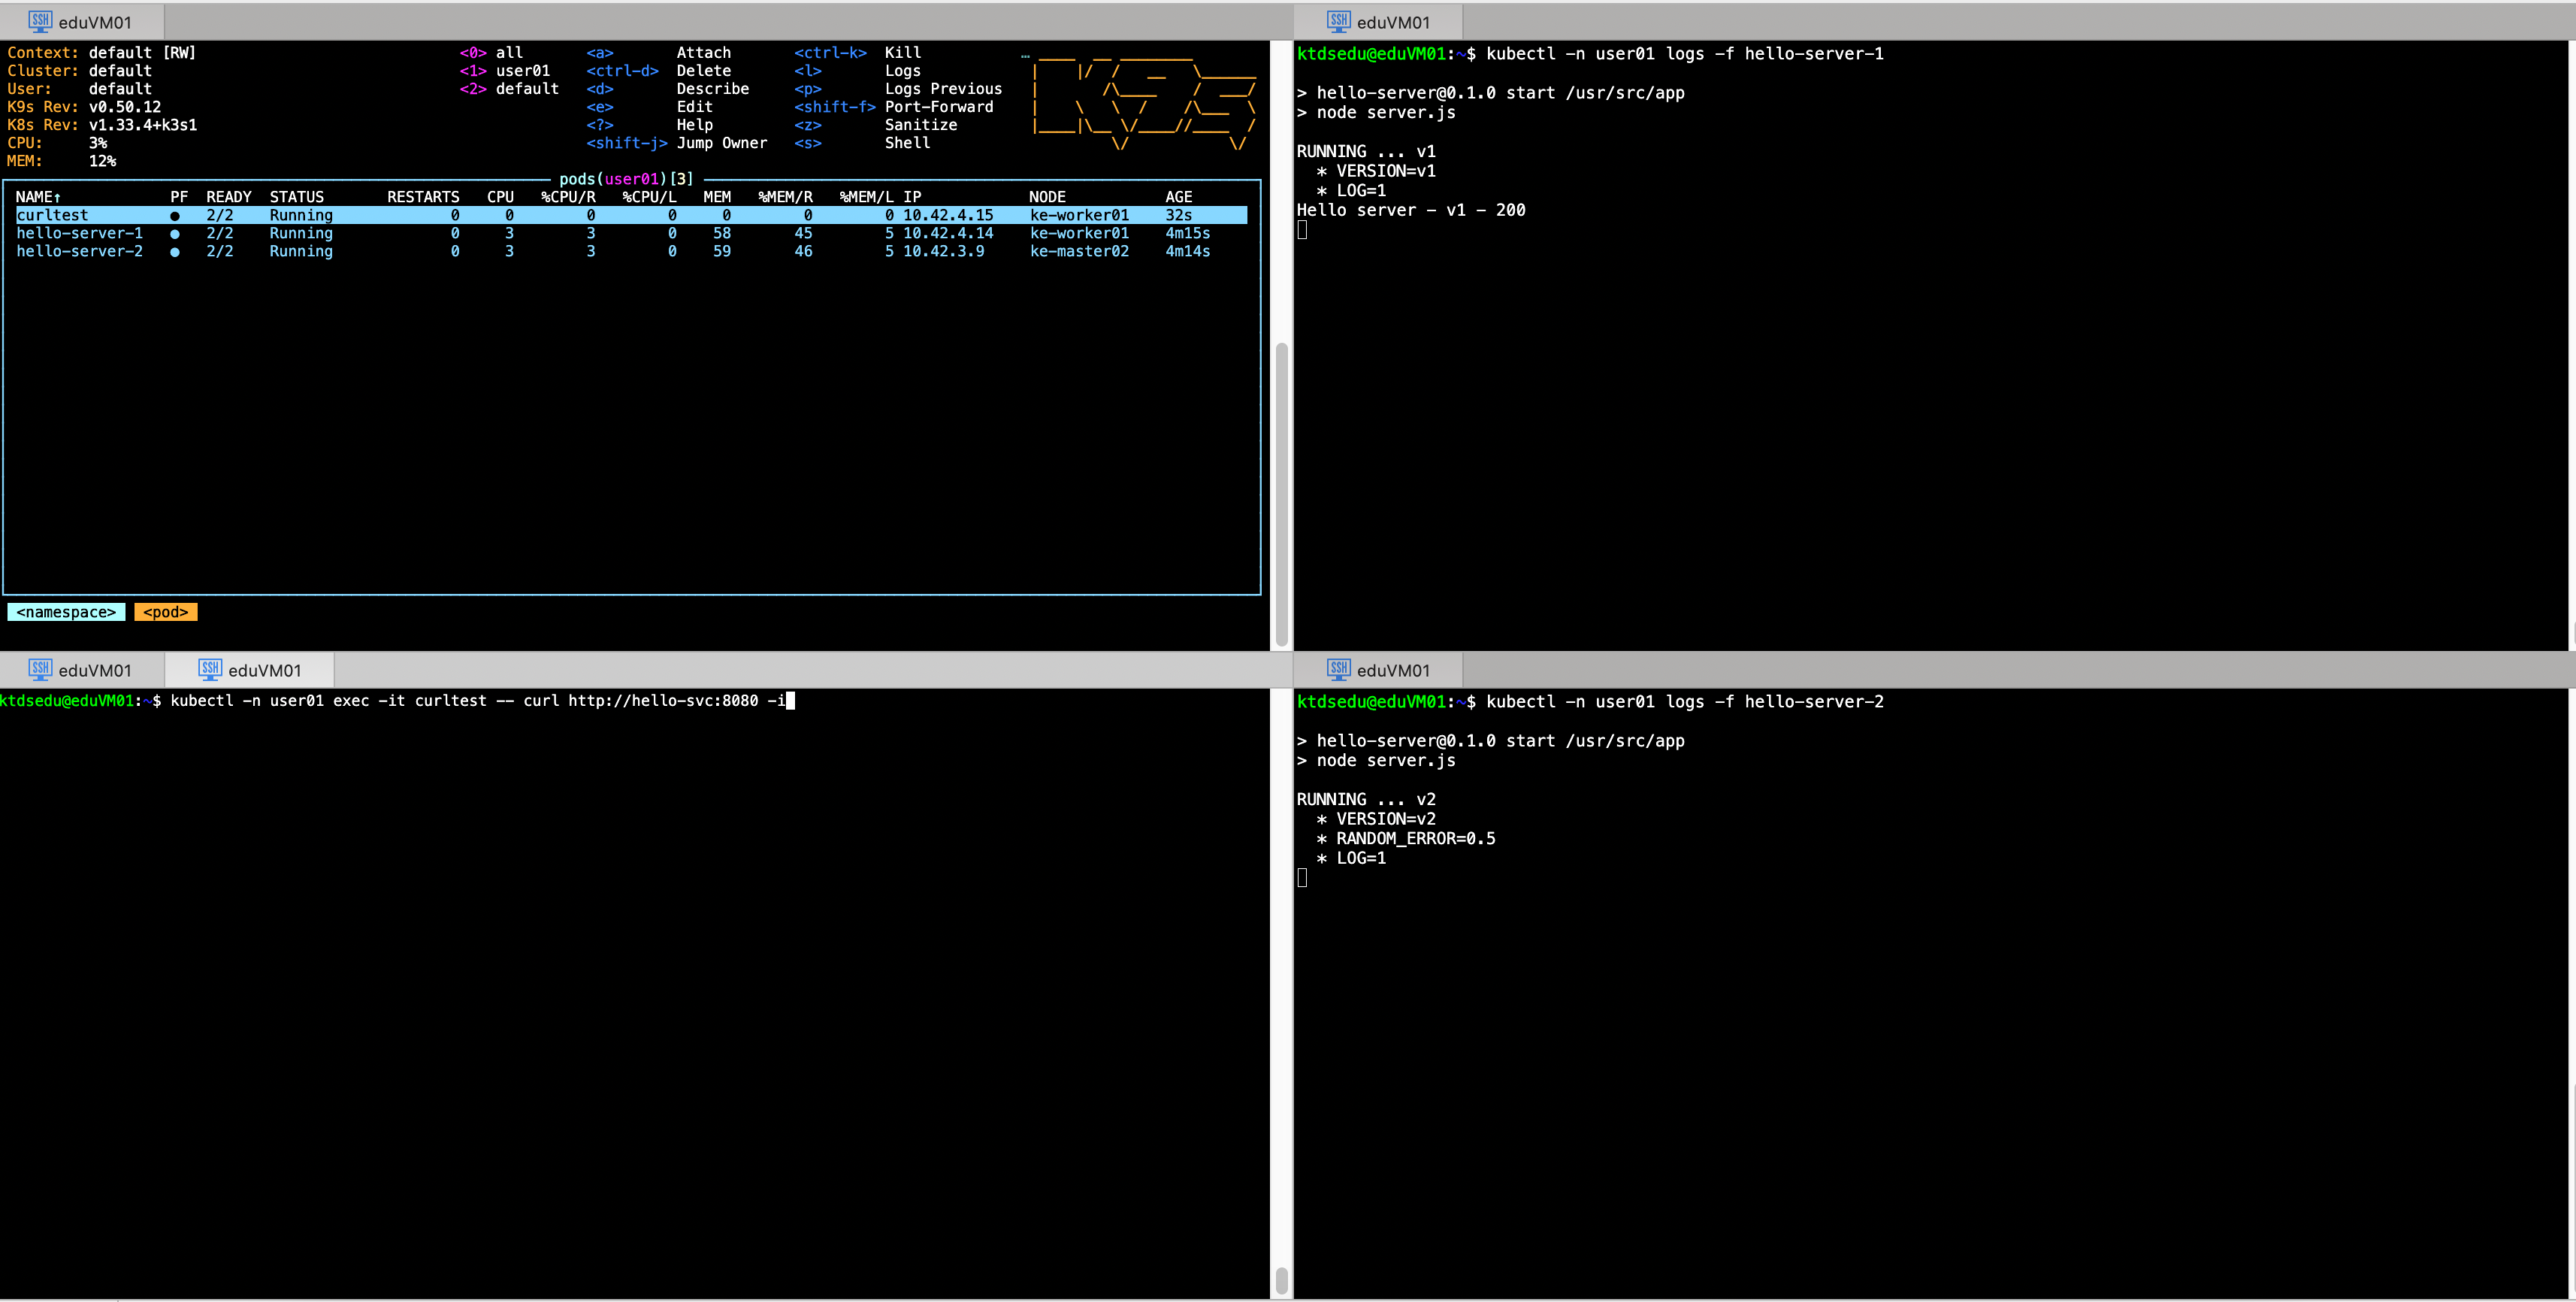 eduVM01
Context: default [RW] <0> all <a> Attach <ctrl-k> Kill …
Cluster: default <1> user01 <ctrl-d> Delete <l> Logs
User: default <2> default <d> Describe <p> Logs Previous
K9s Rev: v0.50.12 <e> Edit <shift-f> Port-Forward
K8s Rev: v1.33.4+k3s1 <?> Help <z> Sanitize
CPU: 3% <shift-j> Jump Owner <s> Shell
MEM: 12%
pods(user01)[3]
NAME↑ PF READY STATUS RESTARTS CPU %CPU/R %CPU/L MEM %MEM/R %MEM/L IP NODE AGE
curltest ● 2/2 Running 0 0 0 0 0 0 0 10.42.4.15 ke-worker01 32s
hello-server-1 ● 2/2 Running 0 3 3 0 58 45 5 10.42.4.14 ke-worker01 4m15s
hello-server-2 ● 2/2 Running 0 3 3 0 59 46 5 10.42.3.9 ke-master02 4m14s
<namespace> <pod>
eduVM01
ktdsedu@eduVM01:~$ kubectl -n user01 logs -f hello-server-1
> hello-server@0.1.0 start /usr/src/app
> node server.js
RUNNING ... v1
* VERSION=v1
* LOG=1
Hello server - v1 - 200
eduVM01 eduVM01
ktdsedu@eduVM01:~$ kubectl -n user01 exec -it curltest -- curl http://hello-svc:8080 -i
eduVM01
ktdsedu@eduVM01:~$ kubectl -n user01 logs -f hello-server-2
> hello-server@0.1.0 start /usr/src/app
> node server.js
RUNNING ... v2
* VERSION=v2
* RANDOM_ERROR=0.5
* LOG=1